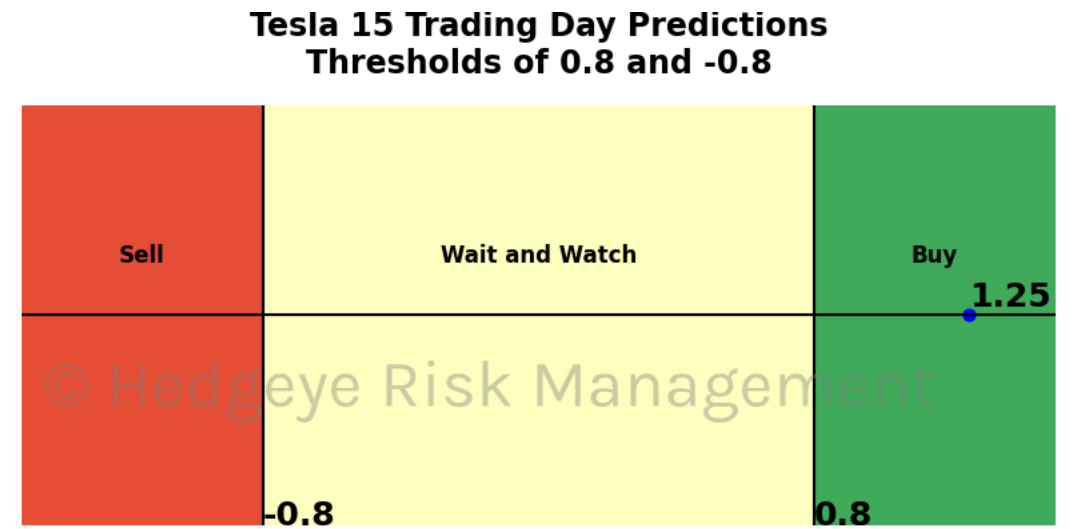 Tesla 15 Trading Day Predictions
Thresholds of 0.8 and -0.8
Sell
Wait and Watch
Buy
1.25
© Hedgeye Risk Management
-0.8
0.8